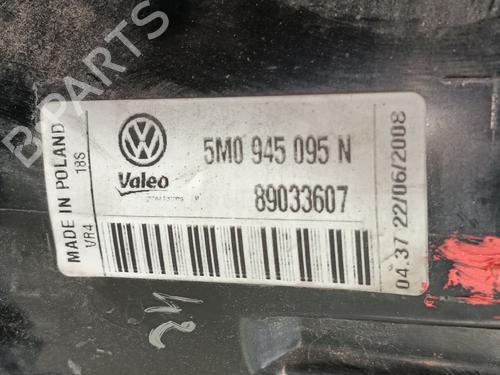 MADE IN POLAND
18S
VR4
Valeo
5M0 945 095 N
89033607
04.37 22/06/2008
B-PARTS